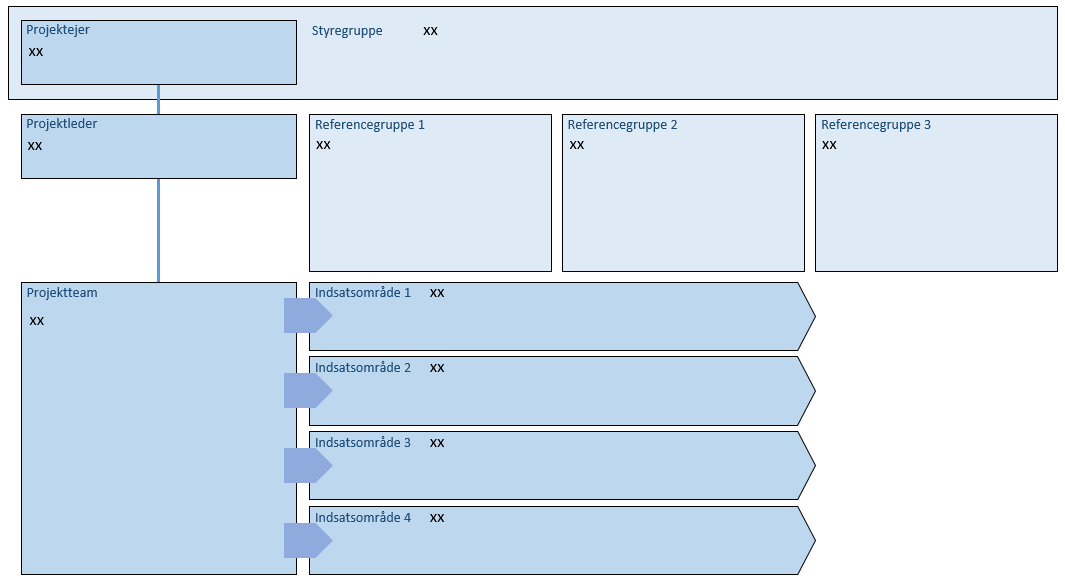 Projektejer
xx
Styregruppe xx
Projektleder
xx
Referencegruppe 1
xx
Referencegruppe 2
xx
Referencegruppe 3
xx
Projektteam
xx
Indsatsområde 1 xx
Indsatsområde 2 xx
Indsatsområde 3 xx
Indsatsområde 4 xx